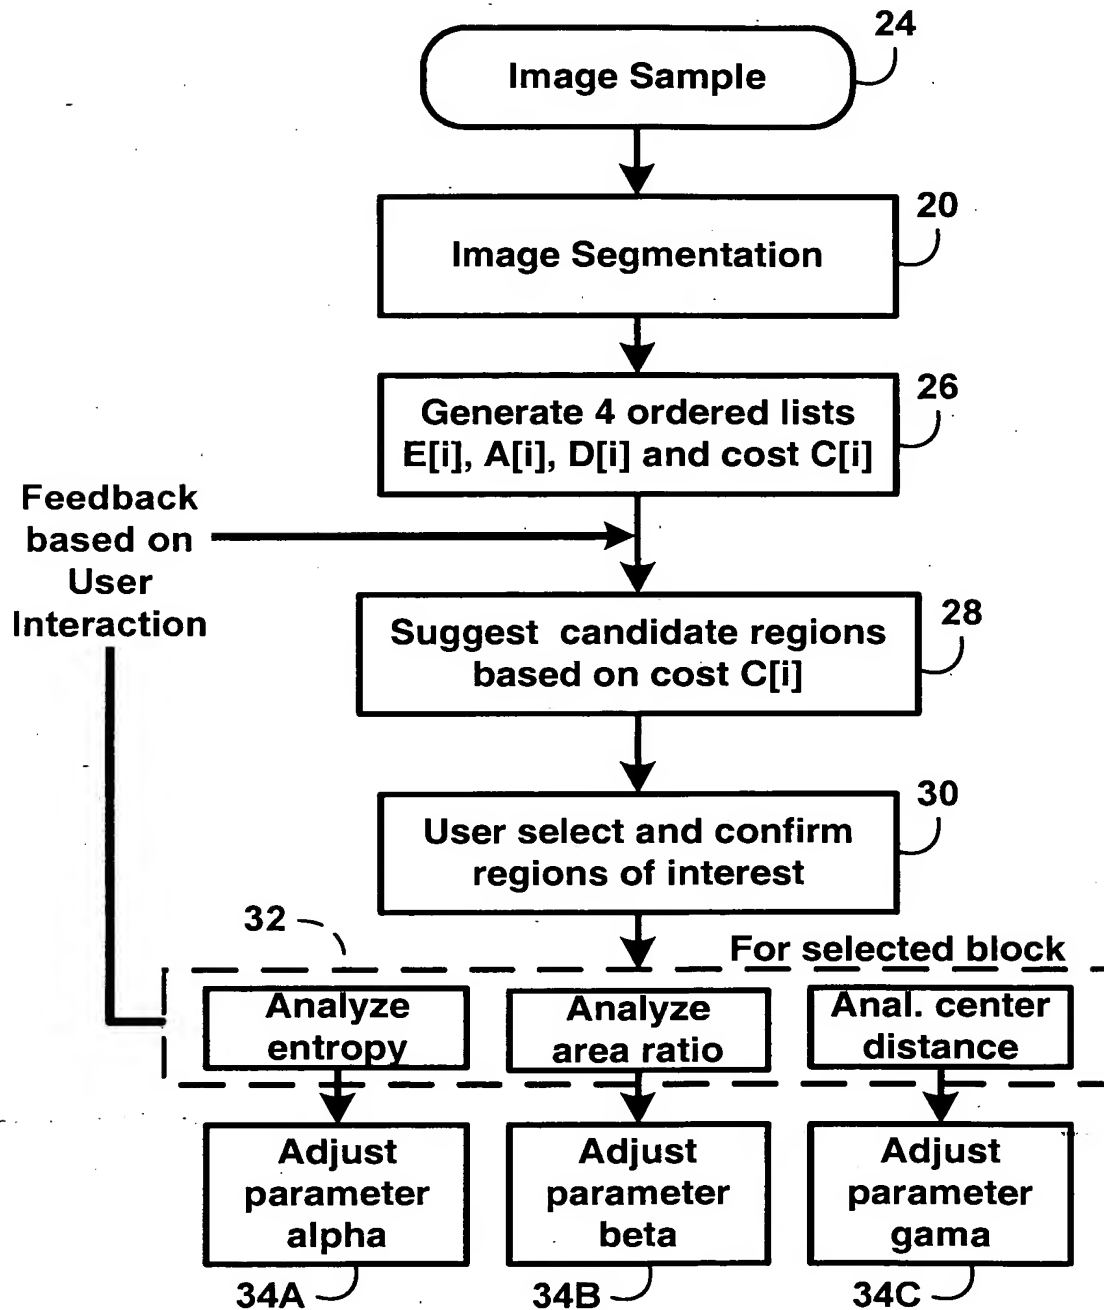 24
Image Sample
20
Image Segmentation
26
Generate 4 ordered lists
E[i], A[i], D[i] and cost C[i]
Feedback
based on
User
Interaction
28
Suggest candidate regions
based on cost C[i]
30
User select and confirm
regions of interest
32
For selected block
Analyze
entropy
Analyze
area ratio
Anal. center
distance
Adjust
parameter
alpha
Adjust
parameter
beta
Adjust
parameter
gama
34A
34B
34C